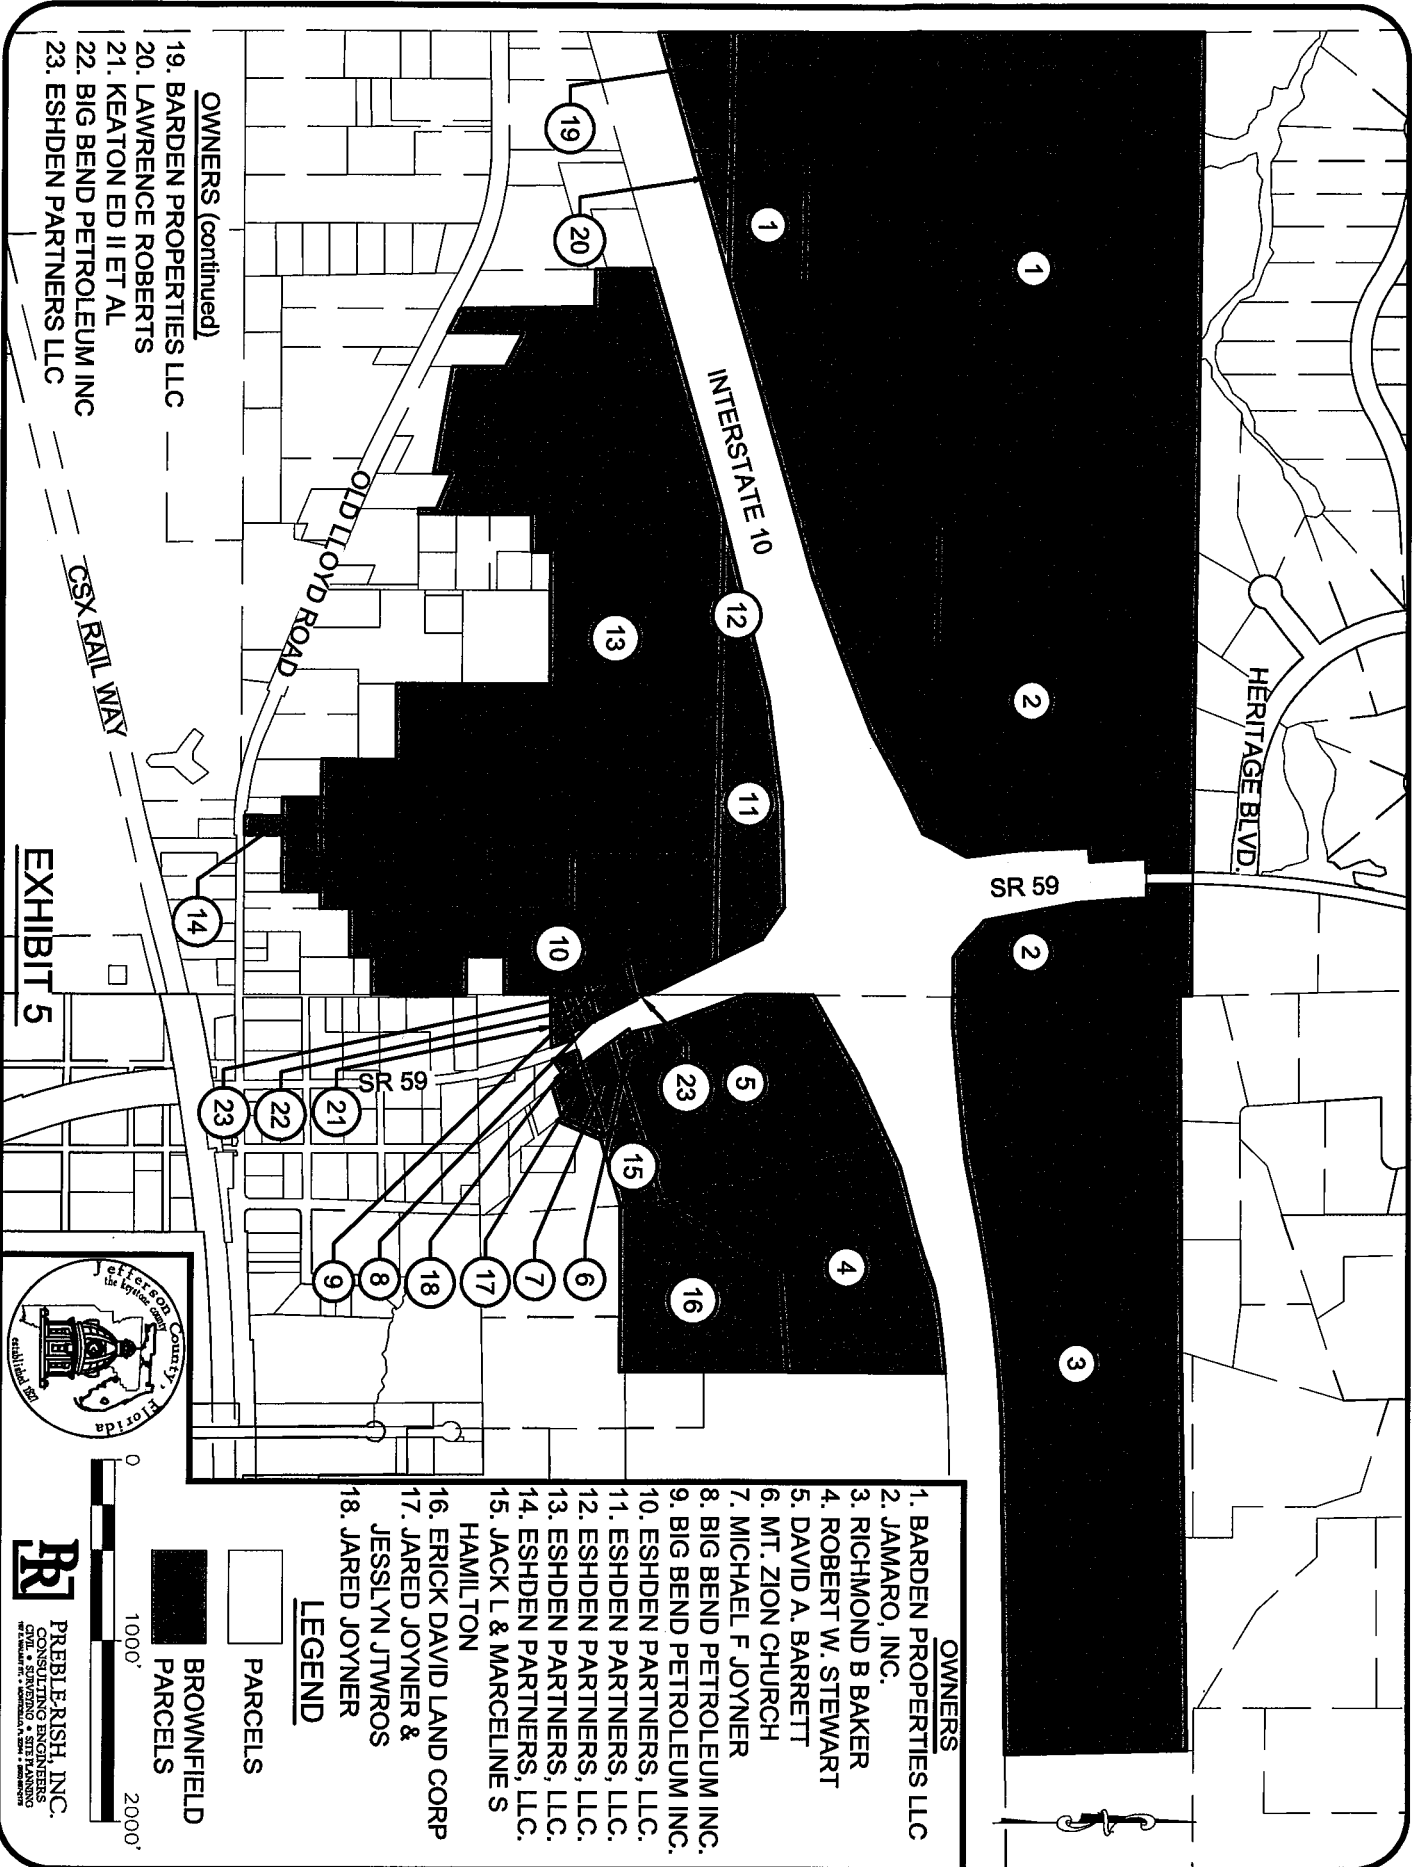 HERITAGE BLVD.
SR 59
INTERSTATE 10
OLD LLOYD ROAD
CSX RAIL WAY
SR 59
1
1
2
2
3
4
5
6
7
8
9
10
11
12
13
14
15
16
17
18
19
20
21
22
23
23
OWNERS
1. BARDEN PROPERTIES LLC
2. JAMARO, INC.
3. RICHMOND B BAKER
4. ROBERT W. STEWART
5. DAVID A. BARRETT
6. MT. ZION CHURCH
7. MICHAEL F JOYNER
8. BIG BEND PETROLEUM INC.
9. BIG BEND PETROLEUM INC.
10. ESHDEN PARTNERS, LLC.
11. ESHDEN PARTNERS, LLC.
12. ESHDEN PARTNERS, LLC.
13. ESHDEN PARTNERS, LLC.
14. ESHDEN PARTNERS, LLC.
15. JACK L & MARCELINE S
HAMILTON
16. ERICK DAVID LAND CORP
17. JARED JOYNER &
JESSLYN JTWROS
18. JARED JOYNER
OWNERS (continued)
19. BARDEN PROPERTIES LLC
20. LAWRENCE ROBERTS
21. KEATON ED II ET AL
22. BIG BEND PETROLEUM INC
23. ESHDEN PARTNERS LLC
LEGEND
PARCELS
BROWNFIELD
PARCELS
0
1000'
2000'
EXHIBIT 5
Jefferson County, Florida
the keystone county
established 1827
PR
PREBLE-RISH, INC.
CONSULTING ENGINEERS
CIVIL • SURVEYING • SITE PLANNING